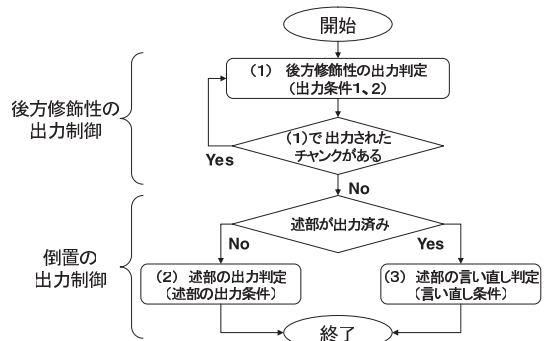 開始
(1) 後方修飾性の出力判定
(出力条件1、2)
後方修飾性の
出力制御
(1)で出力された
チャンクがある
Yes
No
述部が出力済み
No
Yes
倒置の
出力制御
(2) 述部の出力判定
(述部の出力条件)
(3) 述部の言い直し判定
(言い直し条件)
終了